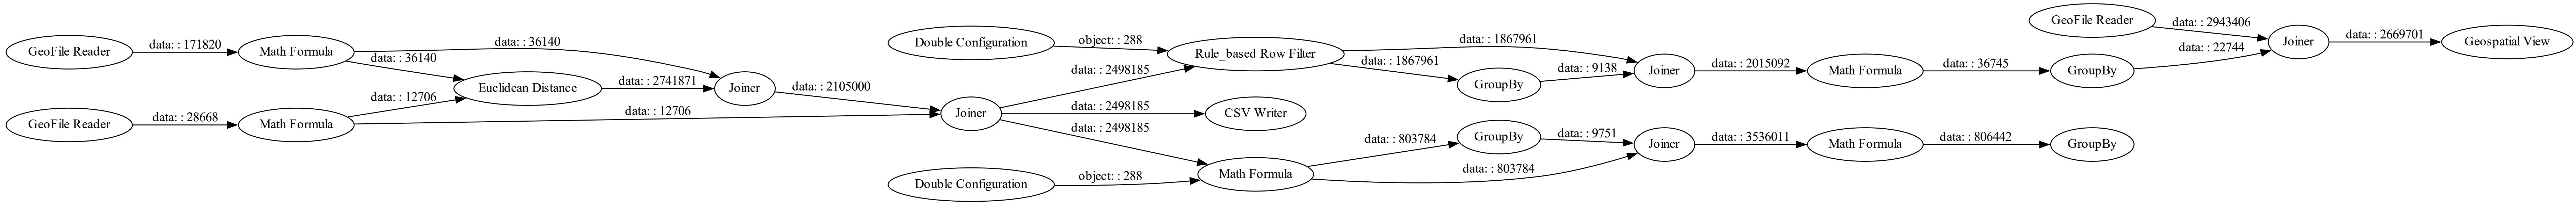 GeoFile Reader
data: : 171820
Math Formula
data: : 36140
data: : 36140
GeoFile Reader
data: : 28668
Math Formula
data: : 12706
data: : 12706
Euclidean Distance
data: : 2741871
Joiner
data: : 2105000
Joiner
data: : 2498185
data: : 2498185
data: : 2498185
Double Configuration
object: : 288
Rule_based Row Filter
data: : 1867961
data: : 1867961
GroupBy
data: : 9138
Joiner
data: : 2015092
Math Formula
data: : 36745
GroupBy
data: : 22744
GeoFile Reader
data: : 2943406
Joiner
data: : 2669701
Geospatial View
CSV Writer
Double Configuration
object: : 288
Math Formula
data: : 803784
data: : 803784
GroupBy
data: : 9751
Joiner
data: : 3536011
Math Formula
data: : 806442
GroupBy